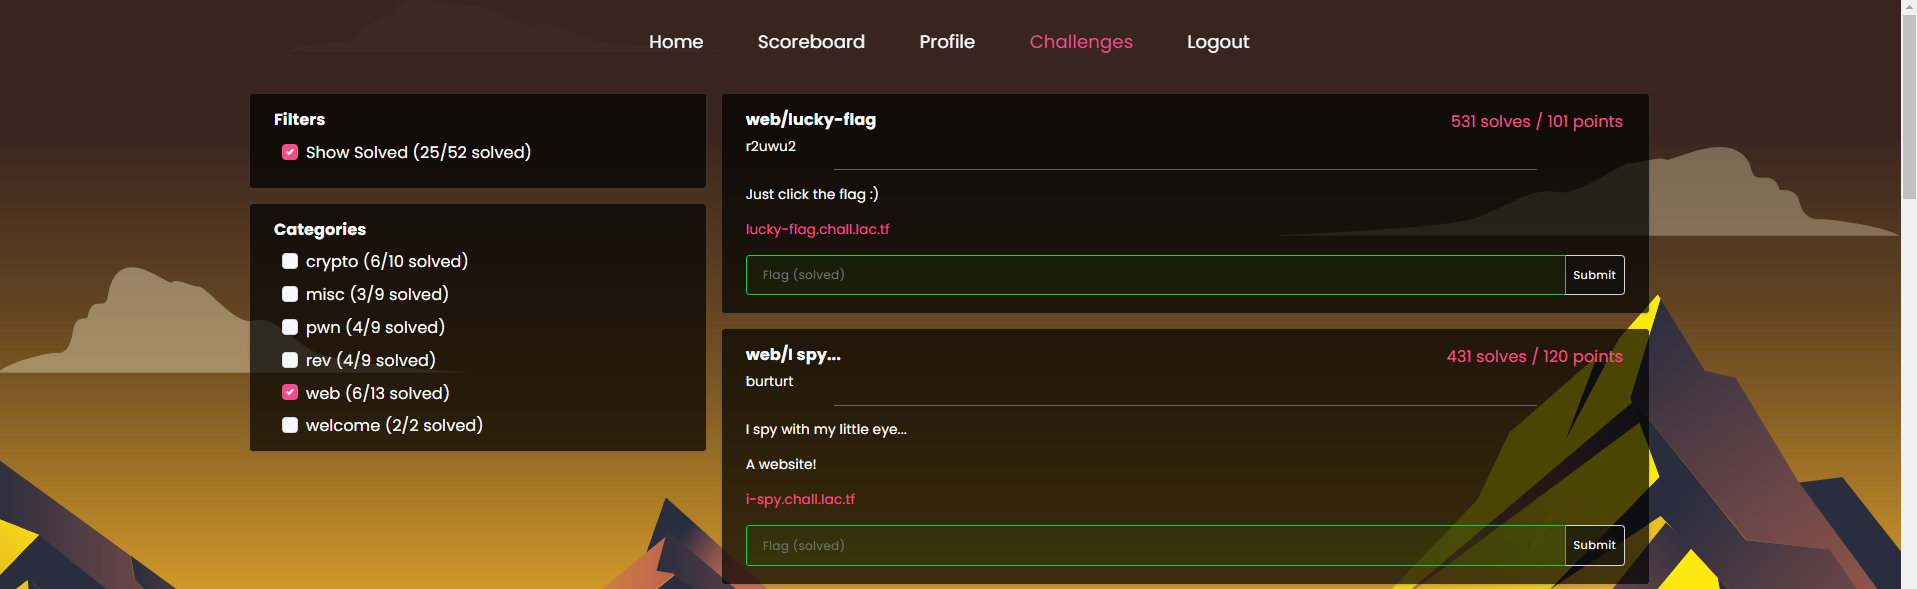 Home Scoreboard Profile Challenges Logout
Filters
Show Solved (25/52 solved)
Categories
crypto (6/10 solved)
misc (3/9 solved)
pwn (4/9 solved)
rev (4/9 solved)
web (6/13 solved)
welcome (2/2 solved)
web/lucky-flag
531 solves / 101 points
r2uwu2
Just click the flag :)
lucky-flag.chall.lac.tf
Flag (solved) Submit
web/I spy...
431 solves / 120 points
burturt
I spy with my little eye...
A website!
i-spy.chall.lac.tf
Flag (solved) Submit